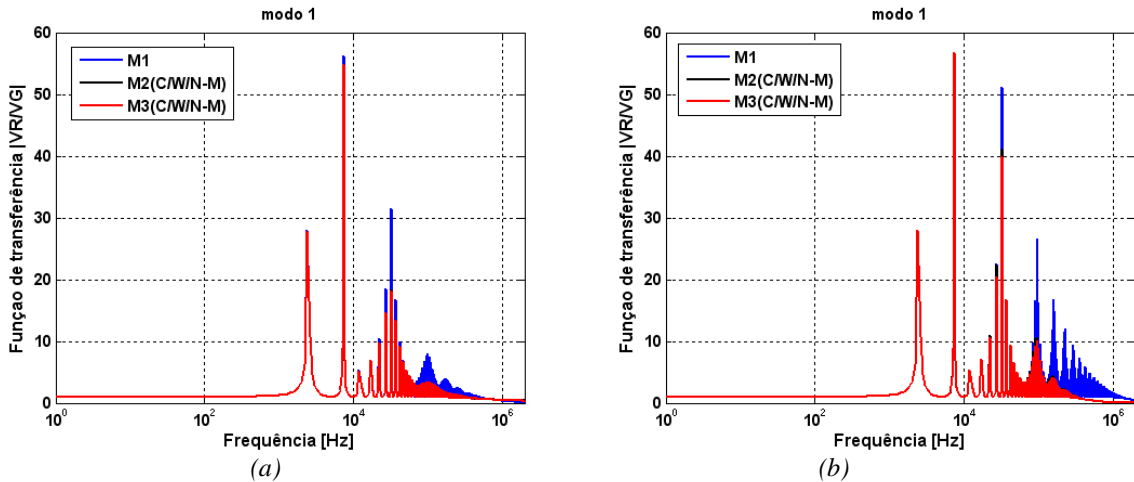 modo 1
M1
M2(C/W/N-M)
M3(C/W/N-M)
Funçao de transferência |VR/VG|
60
50
40
30
20
10
0
10^0
10^2
10^4
10^6
Frequência [Hz]
(a)
modo 1
M1
M2(C/W/N-M)
M3(C/W/N-M)
Funçao de transferência |VR/VG|
60
50
40
30
20
10
0
10^0
10^2
10^4
10^6
Frequência [Hz]
(b)